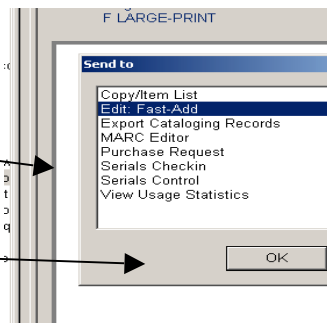 F LARGE-PRINT
Send to
Copy/Item List
Edit: Fast-Add
Export Cataloging Records
MARC Editor
Purchase Request
Serials Checkin
Serials Control
View Usage Statistics
OK